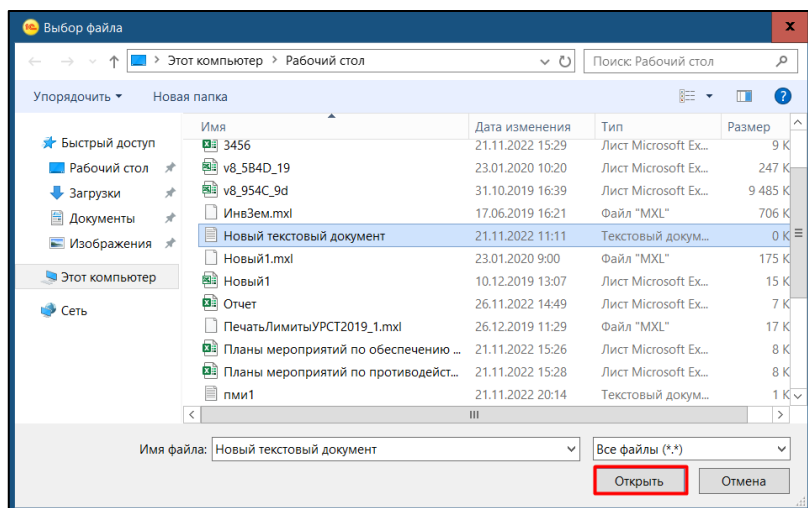 1С Выбор файла x
Этот компьютер > Рабочий стол Поиск: Рабочий стол
Упорядочить Новая папка ?
Имя Дата изменения Тип Размер
Быстрый доступ
Рабочий стол
Загрузки
Документы
Изображения
Этот компьютер
Сеть
3456 21.11.2022 15:29 Лист Microsoft Ex... 9 К
v8_5B4D_19 23.01.2020 10:20 Лист Microsoft Ex... 247 К
v8_954C_9d 31.10.2019 16:39 Лист Microsoft Ex... 9 485 К
ИнвЗем.mxl 17.06.2019 16:21 Файл "MXL" 706 К
Новый текстовый документ 21.11.2022 11:11 Текстовый докум... 0 К
Новый1.mxl 23.01.2020 9:00 Файл "MXL" 175 К
Новый1 10.12.2019 13:07 Лист Microsoft Ex... 15 К
Отчет 26.11.2022 14:49 Лист Microsoft Ex... 7 К
ПечатьЛимитыУРСТ2019_1.mxl 26.12.2019 11:29 Файл "MXL" 17 К
Планы мероприятий по обеспечению ... 21.11.2022 15:26 Лист Microsoft Ex... 8 К
Планы мероприятий по противодейст... 21.11.2022 15:28 Лист Microsoft Ex... 8 К
пми1 21.11.2022 20:14 Текстовый докум... 1 К
Имя файла: Новый текстовый документ Все файлы (*.*)
Открыть Отмена